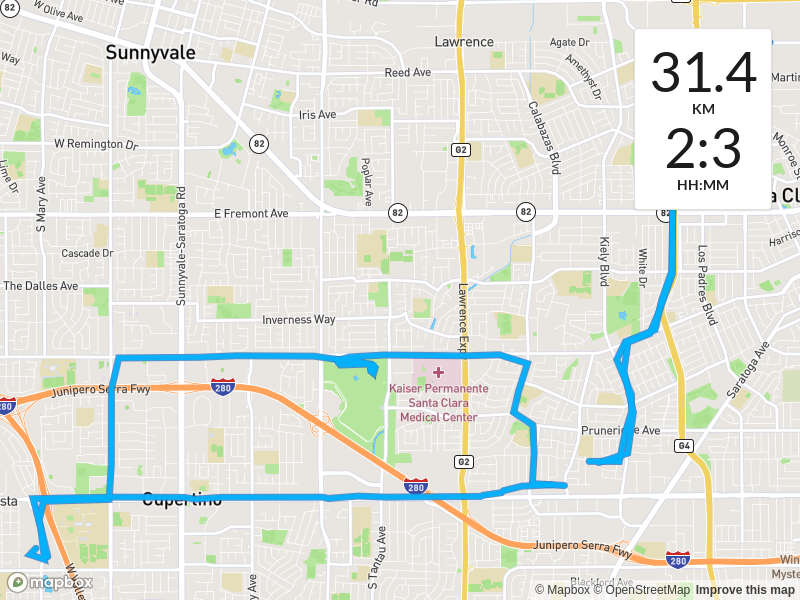 82
W Olive Ave
Sunnyvale
Lawrence
Agate Dr
Reed Ave
Amethyst Dr
Iris Ave
Calabazas Blvd
W Remington Dr
82
G2
Poplar Ave
S Mary Ave
Sunnyvale-Saratoga Rd
E Fremont Ave
82
82
82
31.4
KM
2:3
HH:MM
Cascade Dr
Kiely Blvd
White Dr
Los Padres Blvd
The Dalles Ave
Inverness Way
Lawrence Exp
Saratoga Ave
Junipero Serra Fwy
280
280
Kaiser Permanente
Santa Clara
Medical Center
Pruneridge Ave
G4
G2
280
Cupertino
S Tantau Ave
Junipero Serra Fwy
280
mapbox
Blackford Ave
© Mapbox © OpenStreetMap Improve this map